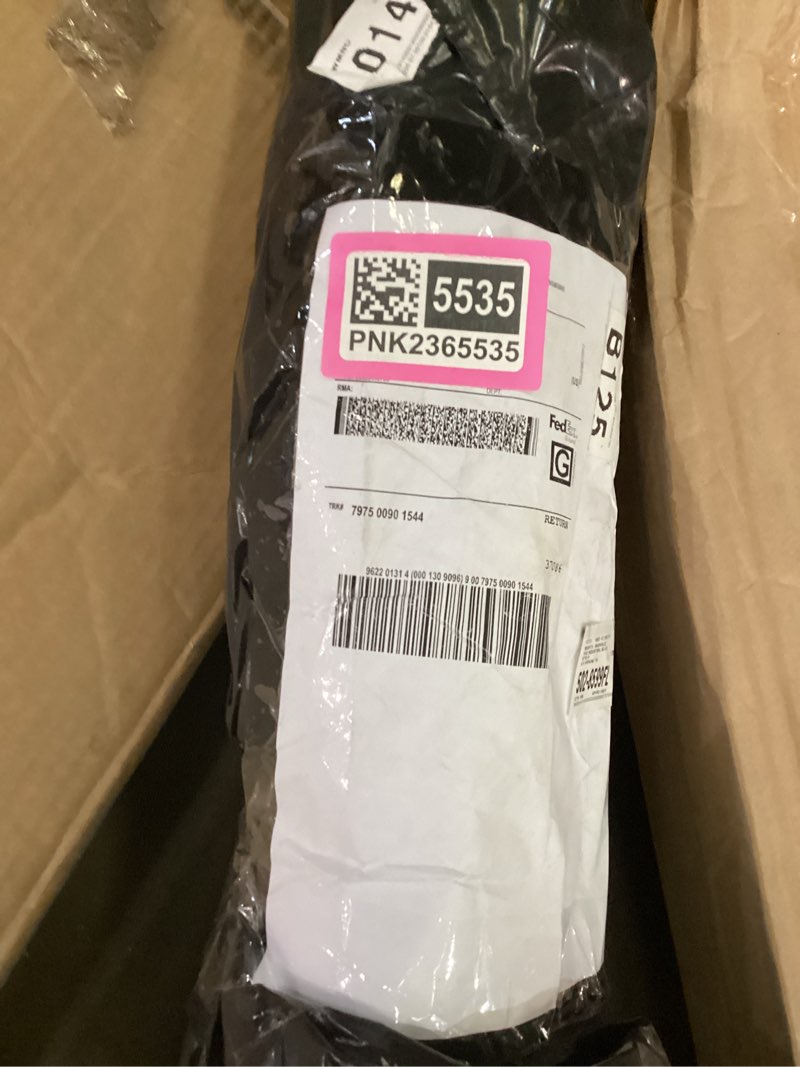 014
5535
PNK2365535
8125
RMA:
DEPT:
FedEx
G
TRK# 7975 0090 1544
RETURN
9622 0131 4 (000 130 9096) 9 00 7975 0090 1544